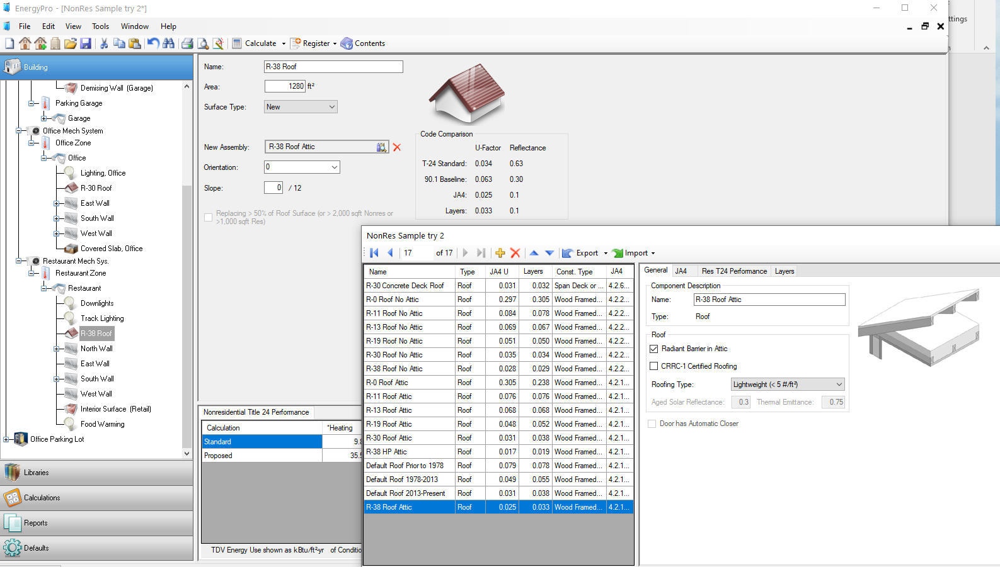 EnergyPro - [NonRes Sample try 2*]
File Edit View Tools Window Help
ttings
Calculate Register Contents
Building
Demising Wall (Garage)
Parking Garage
Garage
Office Mech System
Office Zone
Office
Lighting, Office
R-30 Roof
East Wall
South Wall
West Wall
Covered Slab, Office
Restaurant Mech Sys.
Restaurant Zone
Restaurant
Downlights
Track Lighting
R-38 Roof
North Wall
East Wall
South Wall
West Wall
Interior Surface (Retail)
Food Warming
Office Parking Lot
Libraries
Calculations
Reports
Defaults
Name: R-38 Roof
Area: 1280 ft²
Surface Type: New
New Assembly: R-38 Roof Attic
Orientation: 0
Slope: 0 / 12
Replacing > 50% of Roof Surface (or > 2,000 sqft Nonres or
>1,000 sqft Res)
Code Comparison
U-Factor Reflectance
T-24 Standard: 0.034 0.63
90.1 Baseline: 0.063 0.30
JA4: 0.025 0.1
Layers: 0.033 0.1
Nonresidential Title 24 Performance
Calculation *Heating
Standard 9.8
Proposed 35.5
TDV Energy Use shown as kBtu/ft²-yr of Conditio
NonRes Sample try 2
17 of 17 Export Import
Name Type JA4 U Layers Const. Type JA4
R-30 Concrete Deck Roof Roof 0.031 0.032 Span Deck or ... 4.2.6...
R-0 Roof No Attic Roof 0.297 0.305 Wood Framed... 4.2.2...
R-11 Roof No Attic Roof 0.084 0.078 Wood Framed... 4.2.2...
R-13 Roof No Attic Roof 0.069 0.067 Wood Framed... 4.2.2...
R-19 Roof No Attic Roof 0.051 0.050 Wood Framed... 4.2.2...
R-30 Roof No Attic Roof 0.035 0.034 Wood Framed... 4.2.2...
R-38 Roof No Attic Roof 0.028 0.029 Wood Framed... 4.2.2...
R-0 Roof Attic Roof 0.305 0.238 Wood Framed... 4.2.1...
R-11 Roof Attic Roof 0.076 0.076 Wood Framed... 4.2.1...
R-13 Roof Attic Roof 0.068 0.068 Wood Framed... 4.2.1...
R-19 Roof Attic Roof 0.048 0.052 Wood Framed... 4.2.1...
R-30 Roof Attic Roof 0.031 0.038 Wood Framed... 4.2.1...
R-38 HP Attic Roof 0.017 0.019 Wood Framed... 4.2.1...
Default Roof Prior to 1978 Roof 0.079 0.078 Wood Framed... 4.2.1...
Default Roof 1978-2013 Roof 0.049 0.055 Wood Framed... 4.2.1...
Default Roof 2013-Present Roof 0.031 0.038 Wood Framed... 4.2.1...
R-38 Roof Attic Roof 0.025 0.033 Wood Framed... 4.2.1...
General JA4 Res T24 Performance Layers
Component Description
Name: R-38 Roof Attic
Type: Roof
Roof
Radiant Barrier in Attic
CRRC-1 Certified Roofing
Roofing Type: Lightweight (< 5 #/ft²)
Aged Solar Reflectance: 0.3 Thermal Emittance: 0.75
Door has Automatic Closer